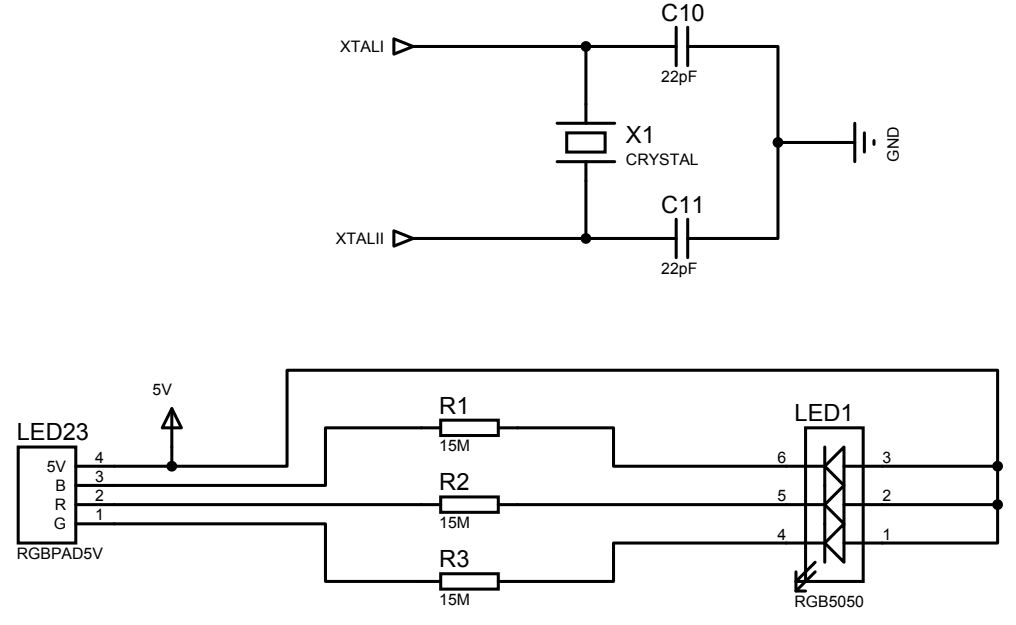 C10
XTALI
22pF
X1
CRYSTAL
GND
C11
XTALII
22pF
5V
R1
15M
LED1
LED23
5V 4
B 3
R 2
G 1
RGBPAD5V
R2
15M
R3
15M
6 3
5 2
4 1
RGB5050